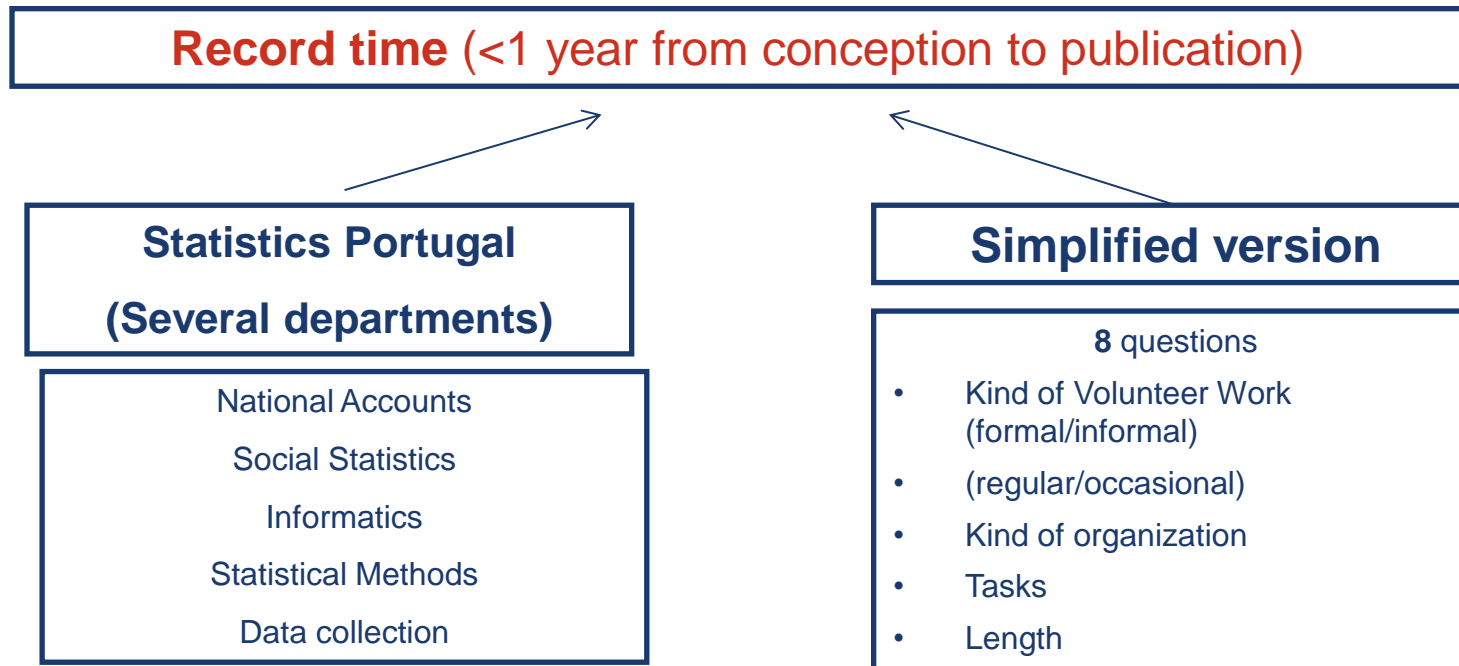 Record time (<1 year from conception to publication)
Statistics Portugal
(Several departments)
National Accounts
Social Statistics
Informatics
Statistical Methods
Data collection
Simplified version
8 questions
• Kind of Volunteer Work
(formal/informal)
• (regular/occasional)
• Kind of organization
• Tasks
• Length